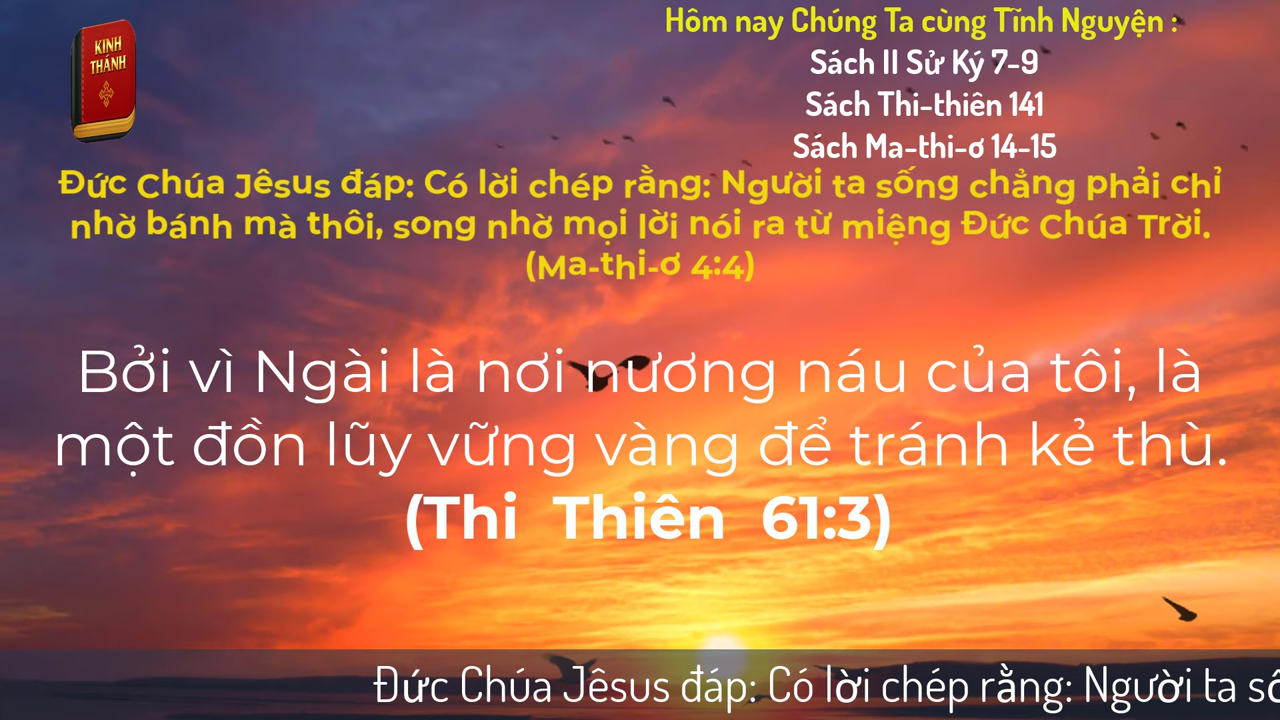 KINH
THÁNH
Hôm nay Chúng Ta cùng Tĩnh Nguyện :
Sách II Sử Ký 7-9
Sách Thi-thiên 141
Sách Ma-thi-ơ 14-15
Đức Chúa Jêsus đáp: Có lời chép rằng: Người ta sống chẳng phải chỉ
nhờ bánh mà thôi, song nhờ mọi lời nói ra từ miệng Đức Chúa Trời.
(Ma-thi-ơ 4:4)
Bởi vì Ngài là nơi nương náu của tôi, là
một đồn lũy vững vàng để tránh kẻ thù.
(Thi Thiên 61:3)
Đức Chúa Jêsus đáp: Có lời chép rằng: Người ta